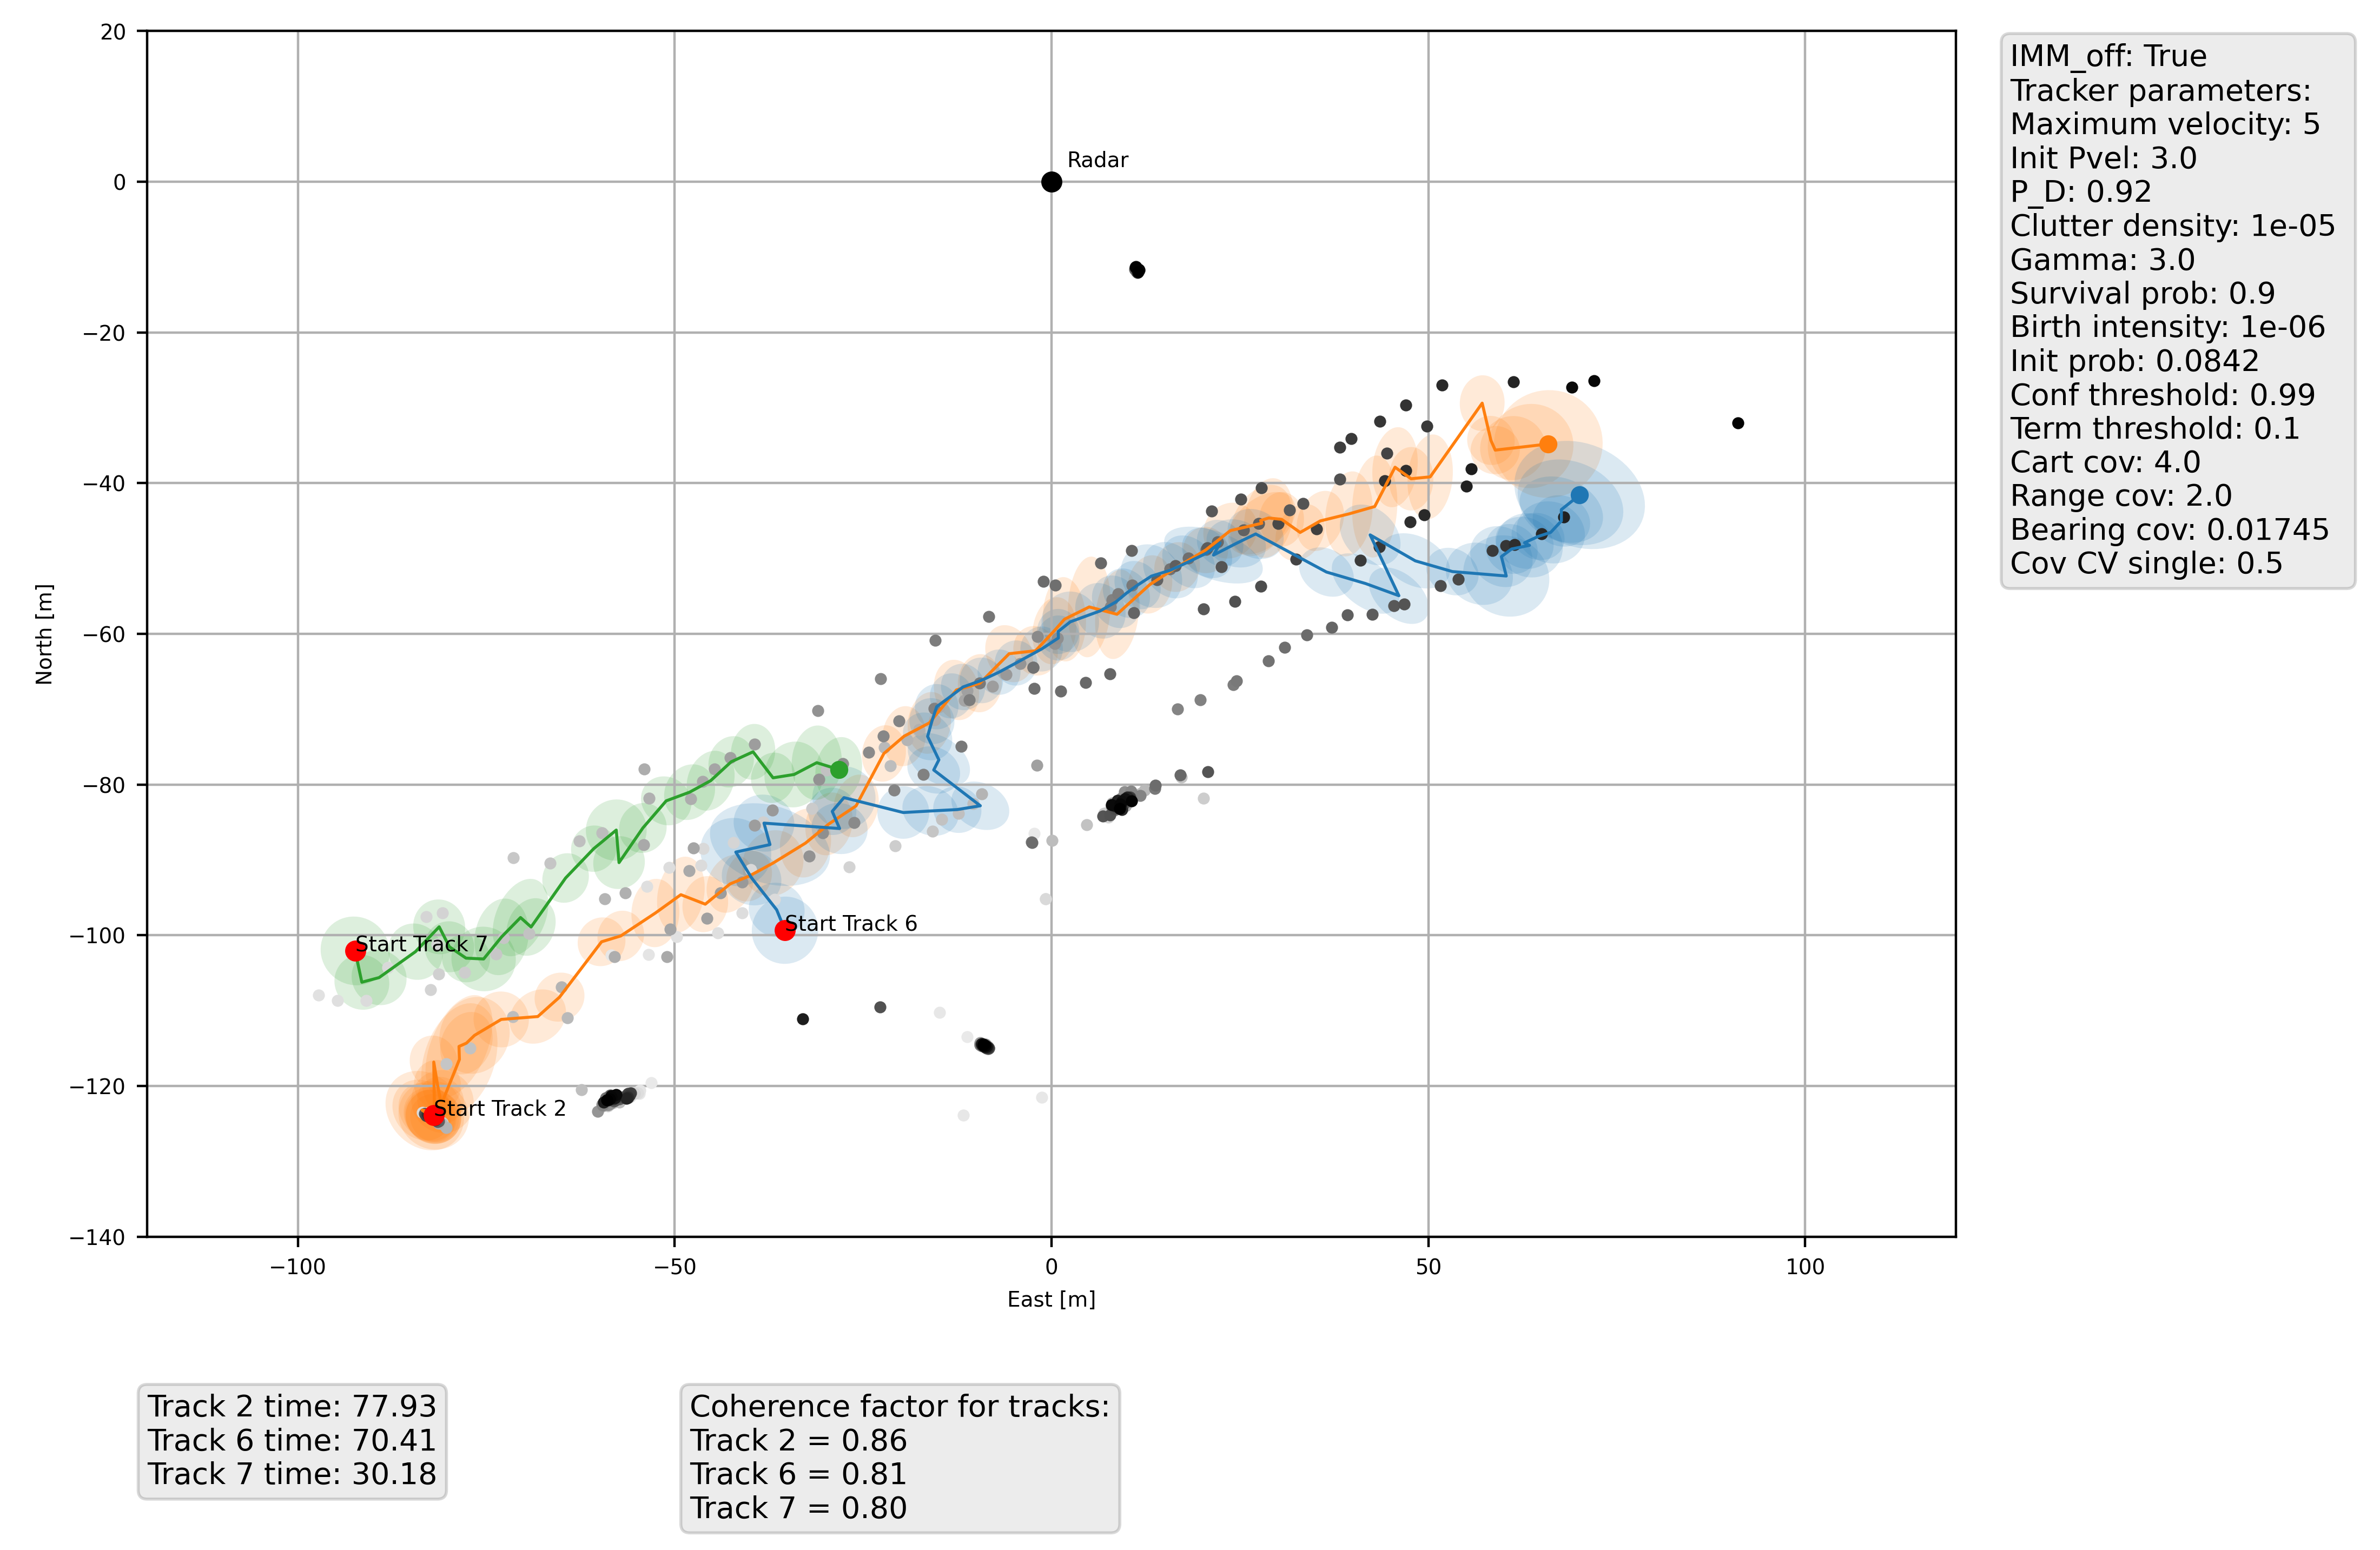 20
0
−20
−40
−60
−80
−100
−120
−140
North [m]
−100
−50
0
50
100
East [m]
Radar
Start Track 6
Start Track 7
Start Track 2
IMM_off: True
Tracker parameters:
Maximum velocity: 5
Init Pvel: 3.0
P_D: 0.92
Clutter density: 1e-05
Gamma: 3.0
Survival prob: 0.9
Birth intensity: 1e-06
Init prob: 0.0842
Conf threshold: 0.99
Term threshold: 0.1
Cart cov: 4.0
Range cov: 2.0
Bearing cov: 0.01745
Cov CV single: 0.5
Track 2 time: 77.93
Track 6 time: 70.41
Track 7 time: 30.18
Coherence factor for tracks:
Track 2 = 0.86
Track 6 = 0.81
Track 7 = 0.80